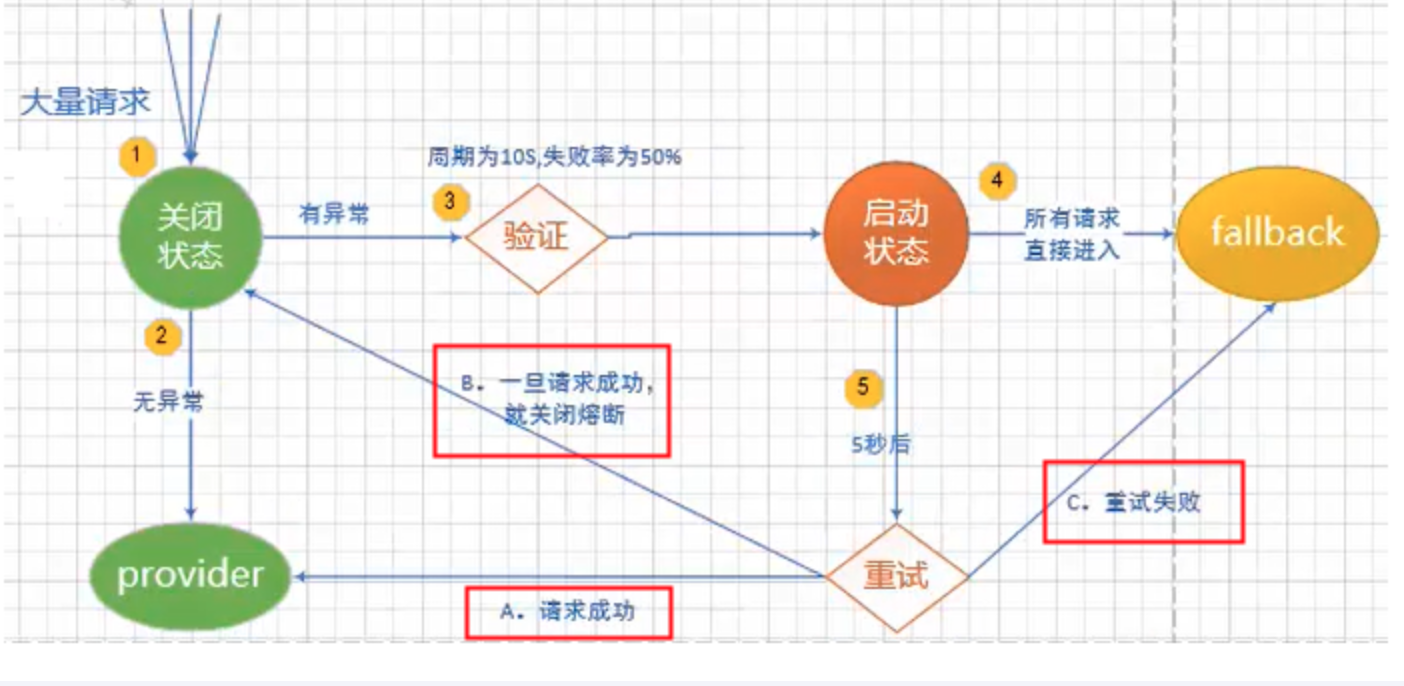 大量请求
1
关闭
状态
有异常
周期为10S,失败率为50%
3
验证
启动
状态
4
所有请求
直接进入
fallback
2
无异常
B. 一旦请求成功,
就关闭熔断
5
5秒后
C. 重试失败
provider
重试
A. 请求成功